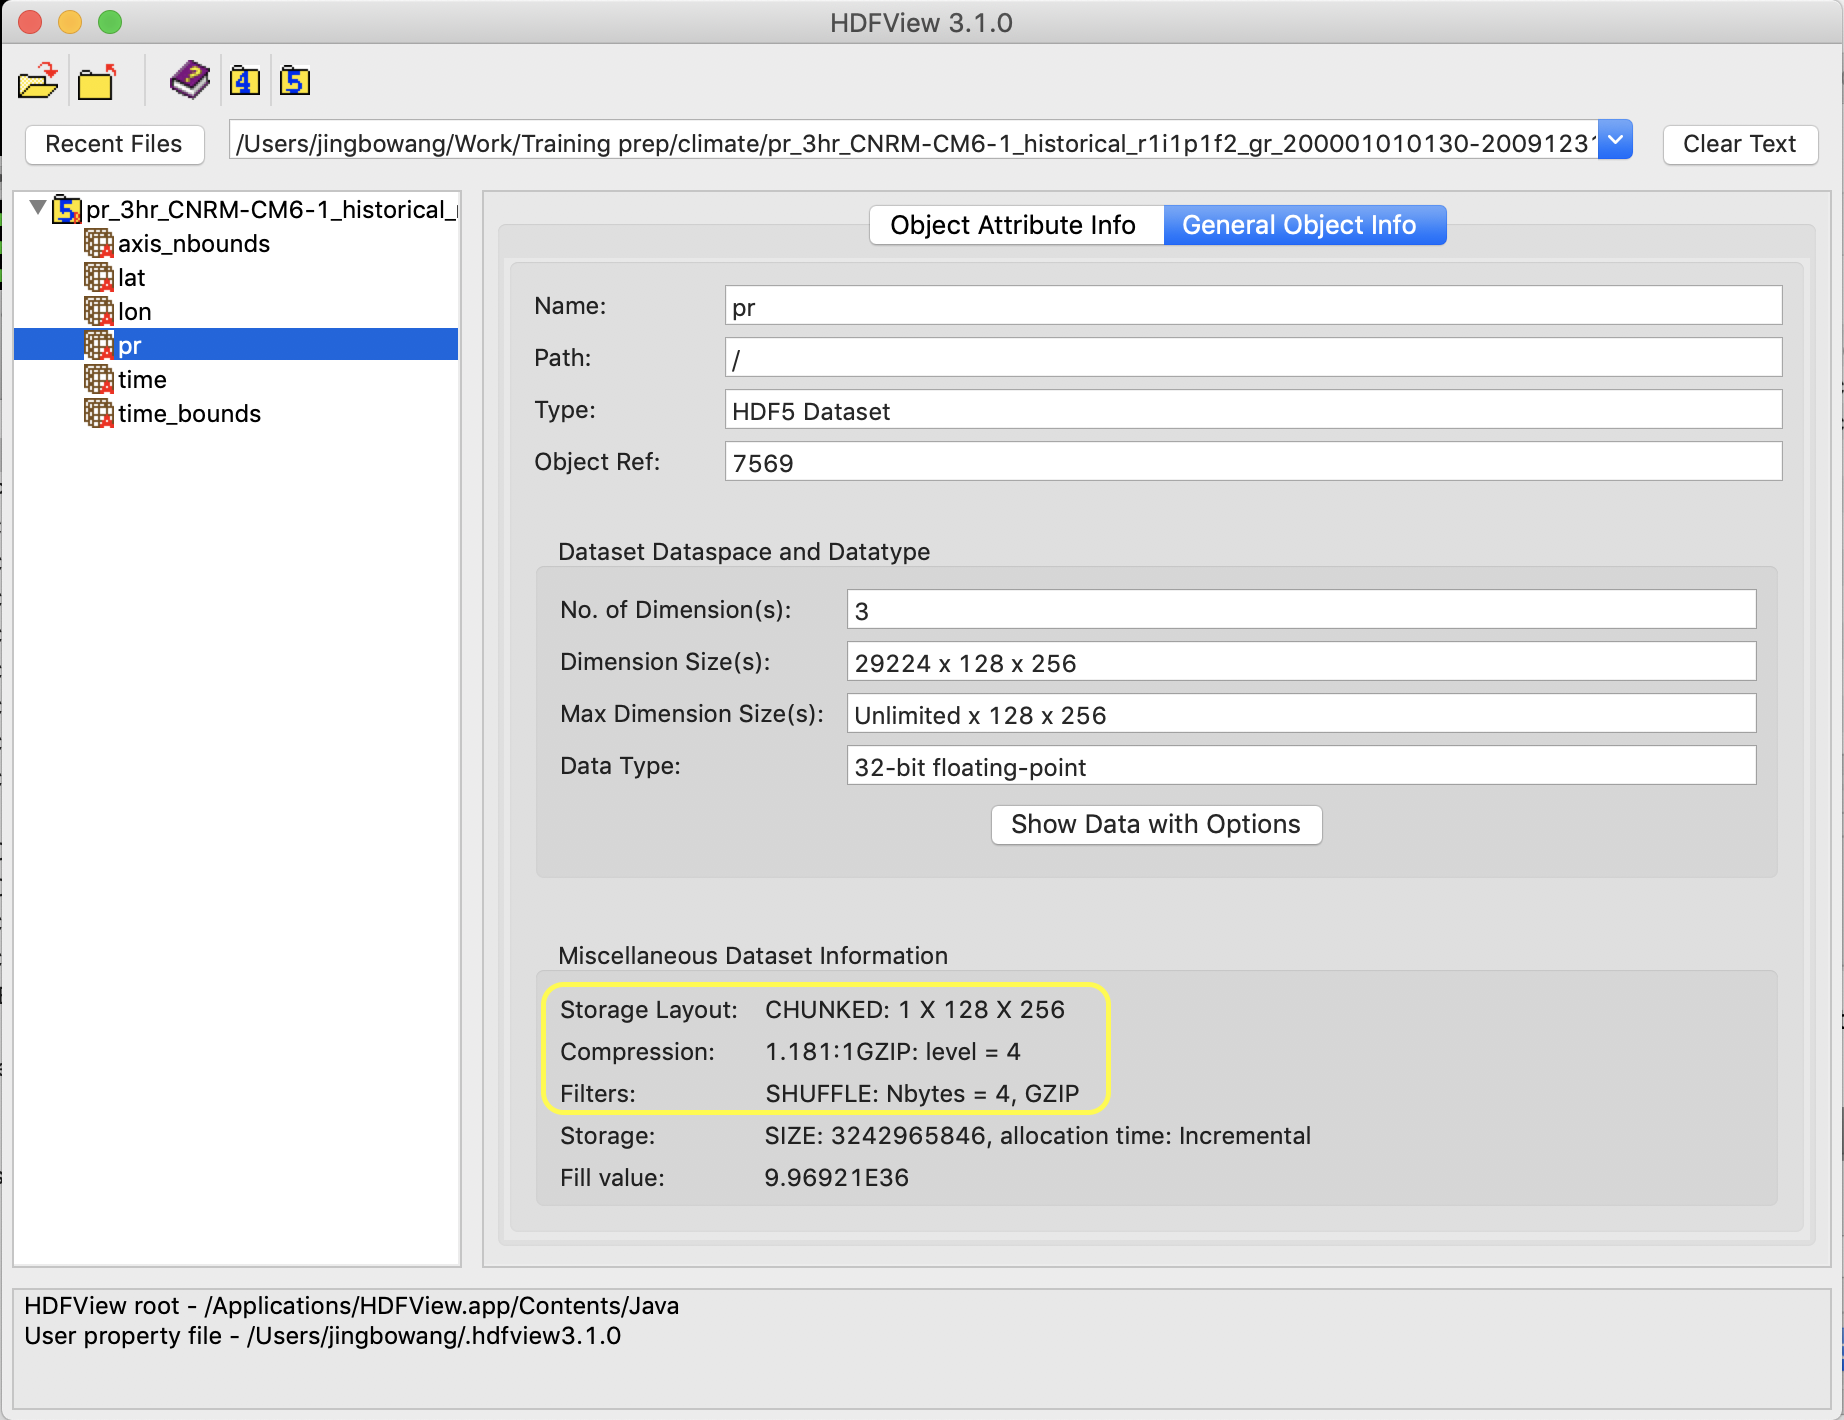 HDFView 3.1.0
4
5
Recent Files
/Users/jingbowang/Work/Training prep/climate/pr_3hr_CNRM-CM6-1_historical_r1i1p1f2_gr_200001010130-20091231
Clear Text
pr_3hr_CNRM-CM6-1_historical_
axis_nbounds
lat
lon
pr
time
time_bounds
Object Attribute Info
General Object Info
Name: pr
Path: /
Type: HDF5 Dataset
Object Ref: 7569
Dataset Dataspace and Datatype
No. of Dimension(s): 3
Dimension Size(s): 29224 x 128 x 256
Max Dimension Size(s): Unlimited x 128 x 256
Data Type: 32-bit floating-point
Show Data with Options
Miscellaneous Dataset Information
Storage Layout: CHUNKED: 1 X 128 X 256
Compression: 1.181:1GZIP: level = 4
Filters: SHUFFLE: Nbytes = 4, GZIP
Storage: SIZE: 3242965846, allocation time: Incremental
Fill value: 9.96921E36
HDFView root - /Applications/HDFView.app/Contents/Java
User property file - /Users/jingbowang/.hdfview3.1.0